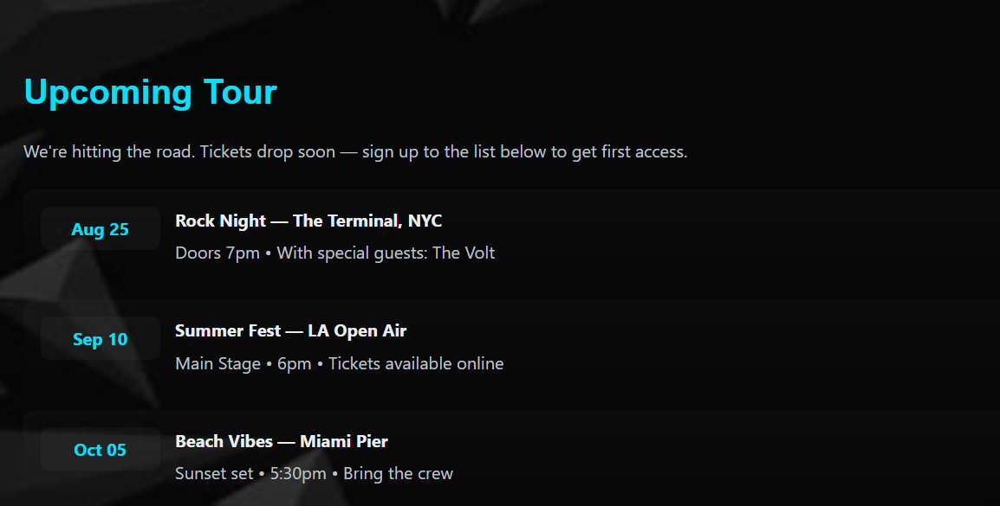 Upcoming Tour
We're hitting the road. Tickets drop soon — sign up to the list below to get first access.
Aug 25
Rock Night — The Terminal, NYC
Doors 7pm • With special guests: The Volt
Sep 10
Summer Fest — LA Open Air
Main Stage • 6pm • Tickets available online
Oct 05
Beach Vibes — Miami Pier
Sunset set • 5:30pm • Bring the crew